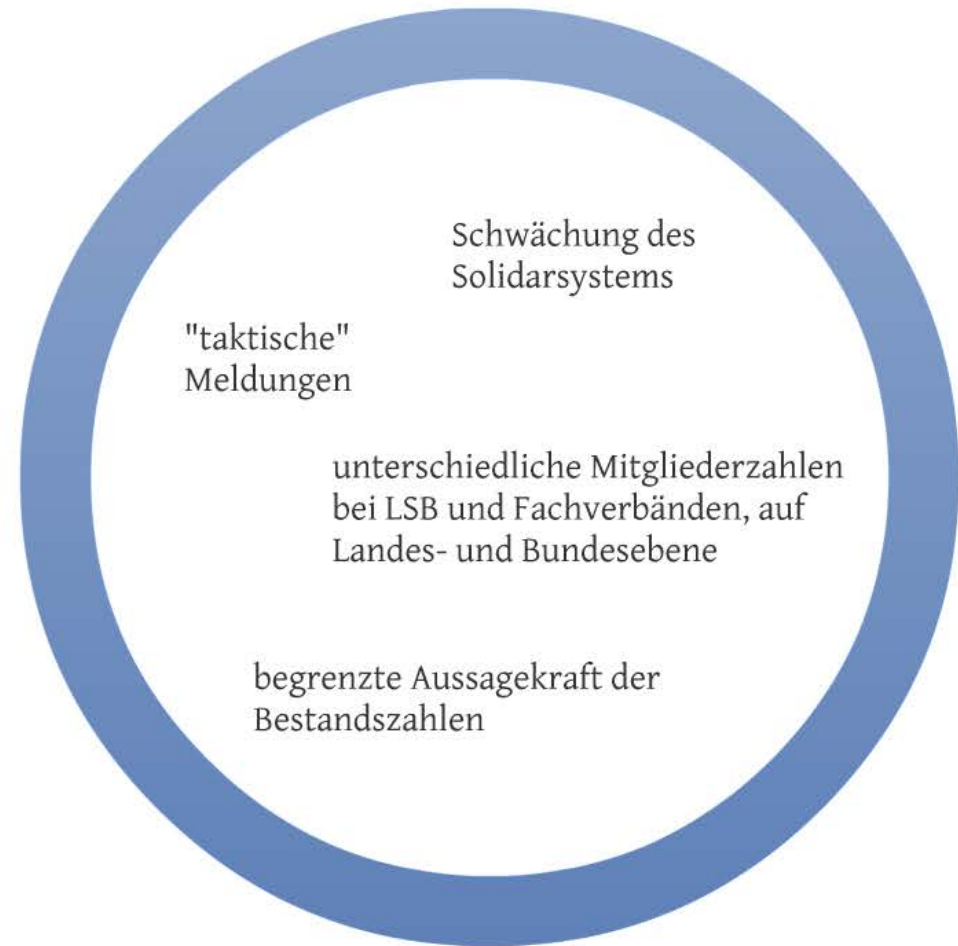 Schwächung des
Solidarsystems
"taktische"
Meldungen
unterschiedliche Mitgliederzahlen
bei LSB und Fachverbänden, auf
Landes- und Bundesebene
begrenzte Aussagekraft der
Bestandszahlen